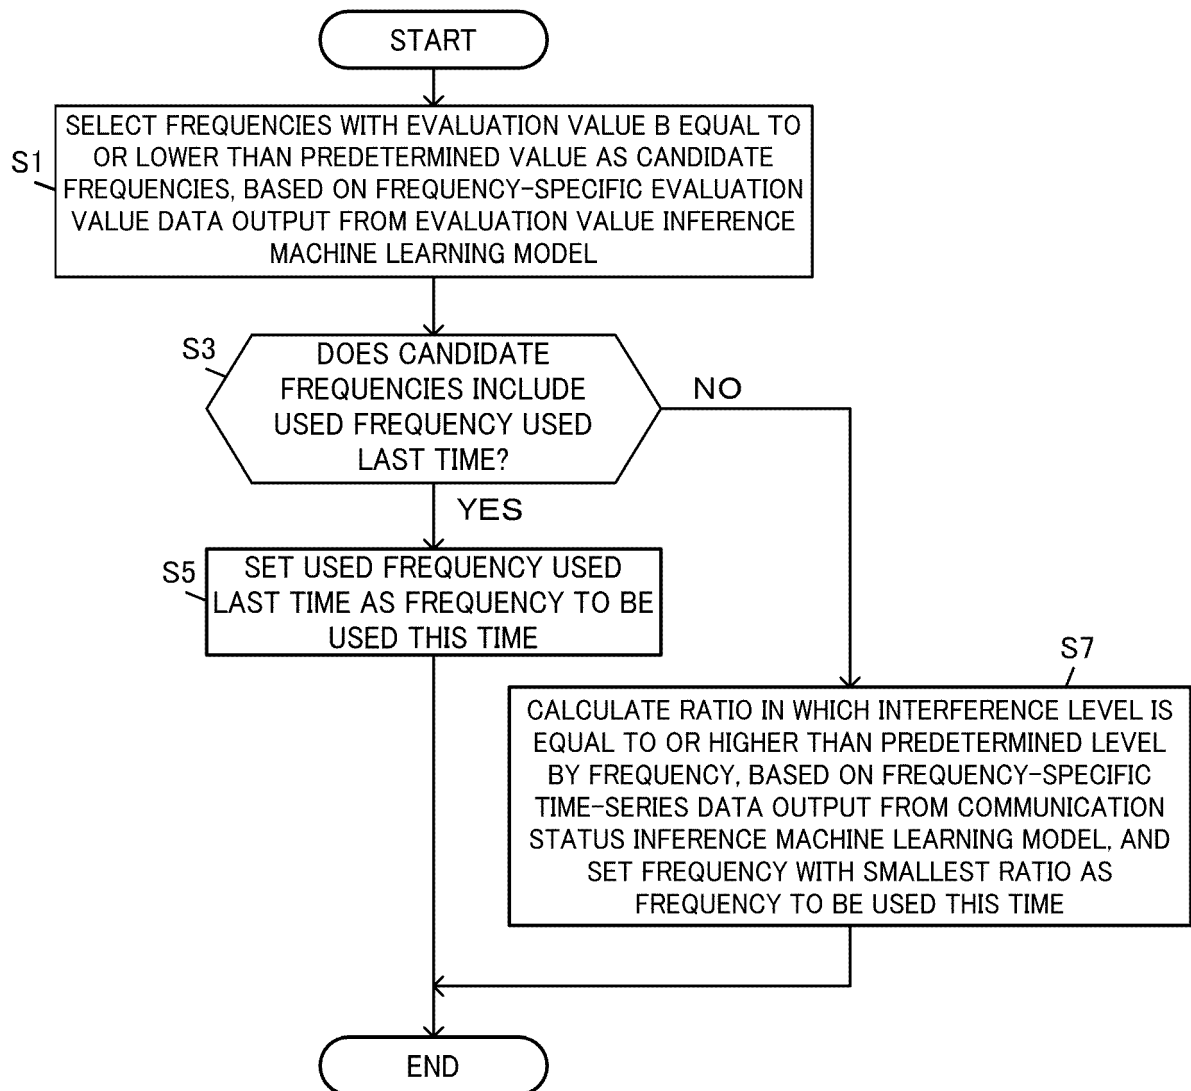 START
S1
SELECT FREQUENCIES WITH EVALUATION VALUE B EQUAL TO
OR LOWER THAN PREDETERMINED VALUE AS CANDIDATE
FREQUENCIES, BASED ON FREQUENCY-SPECIFIC EVALUATION
VALUE DATA OUTPUT FROM EVALUATION VALUE INFERENCE
MACHINE LEARNING MODEL
S3
DOES CANDIDATE
FREQUENCIES INCLUDE
USED FREQUENCY USED
LAST TIME?
NO
YES
S5
SET USED FREQUENCY USED
LAST TIME AS FREQUENCY TO BE
USED THIS TIME
S7
CALCULATE RATIO IN WHICH INTERFERENCE LEVEL IS
EQUAL TO OR HIGHER THAN PREDETERMINED LEVEL
BY FREQUENCY, BASED ON FREQUENCY-SPECIFIC
TIME-SERIES DATA OUTPUT FROM COMMUNICATION
STATUS INFERENCE MACHINE LEARNING MODEL, AND
SET FREQUENCY WITH SMALLEST RATIO AS
FREQUENCY TO BE USED THIS TIME
END